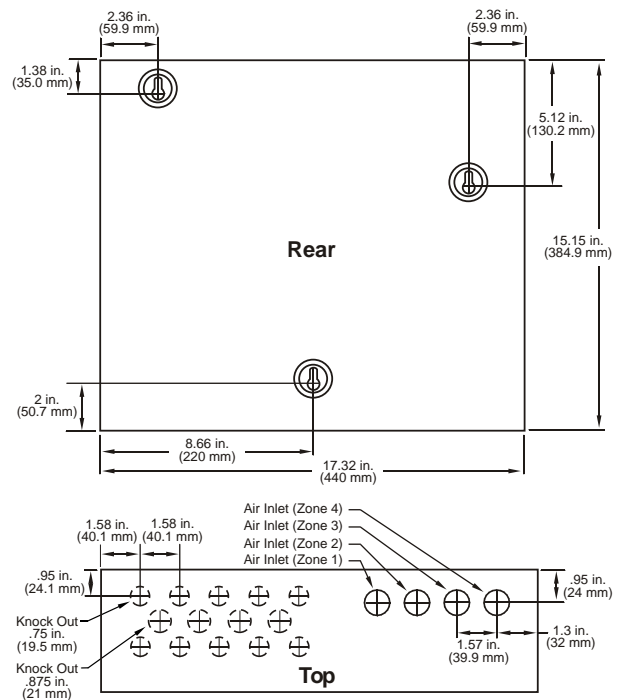 2.36 in.
(59.9 mm)
2.36 in.
(59.9 mm)
1.38 in.
(35.0 mm)
5.12 in.
(130.2 mm)
15.15 in.
(384.9 mm)
Rear
2 in.
(50.7 mm)
8.66 in.
(220 mm)
17.32 in.
(440 mm)
Air Inlet (Zone 4)
Air Inlet (Zone 3)
Air Inlet (Zone 2)
Air Inlet (Zone 1)
1.58 in.
(40.1 mm)
1.58 in.
(40.1 mm)
.95 in.
(24.1 mm)
.95 in.
(24 mm)
Knock Out
.75 in.
(19.5 mm)
1.3 in.
(32 mm)
1.57 in.
(39.9 mm)
Knock Out
.875 in.
(21 mm)
Top